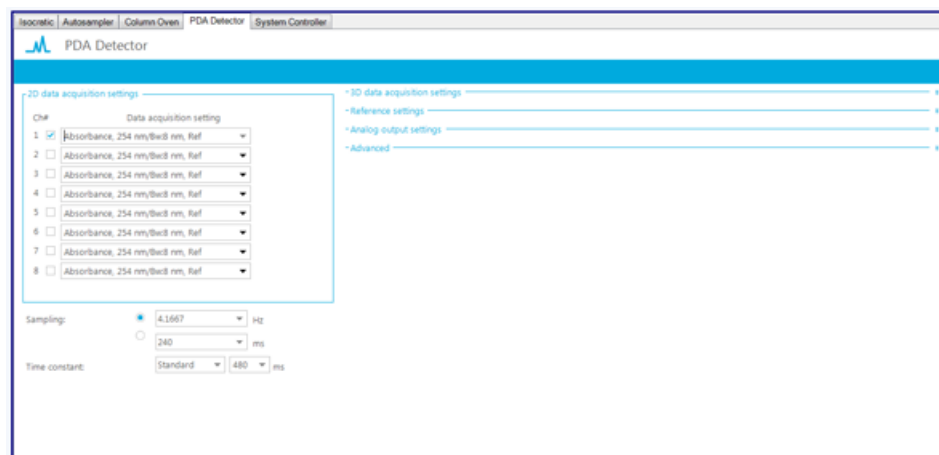 Isocratic Autosampler Column Oven PDA Detector System Controller
PDA Detector
2D data acquisition settings
Ch# Data acquisition setting
1 Absorbance, 254 nm/Bw:8 nm, Ref
2 Absorbance, 254 nm/Bw:8 nm, Ref
3 Absorbance, 254 nm/Bw:8 nm, Ref
4 Absorbance, 254 nm/Bw:8 nm, Ref
5 Absorbance, 254 nm/Bw:8 nm, Ref
6 Absorbance, 254 nm/Bw:8 nm, Ref
7 Absorbance, 254 nm/Bw:8 nm, Ref
8 Absorbance, 254 nm/Bw:8 nm, Ref
Sampling: 4.1667 Hz
240 ms
Time constant: Standard 480 ms
3D data acquisition settings
Reference settings
Analog output settings
Advanced